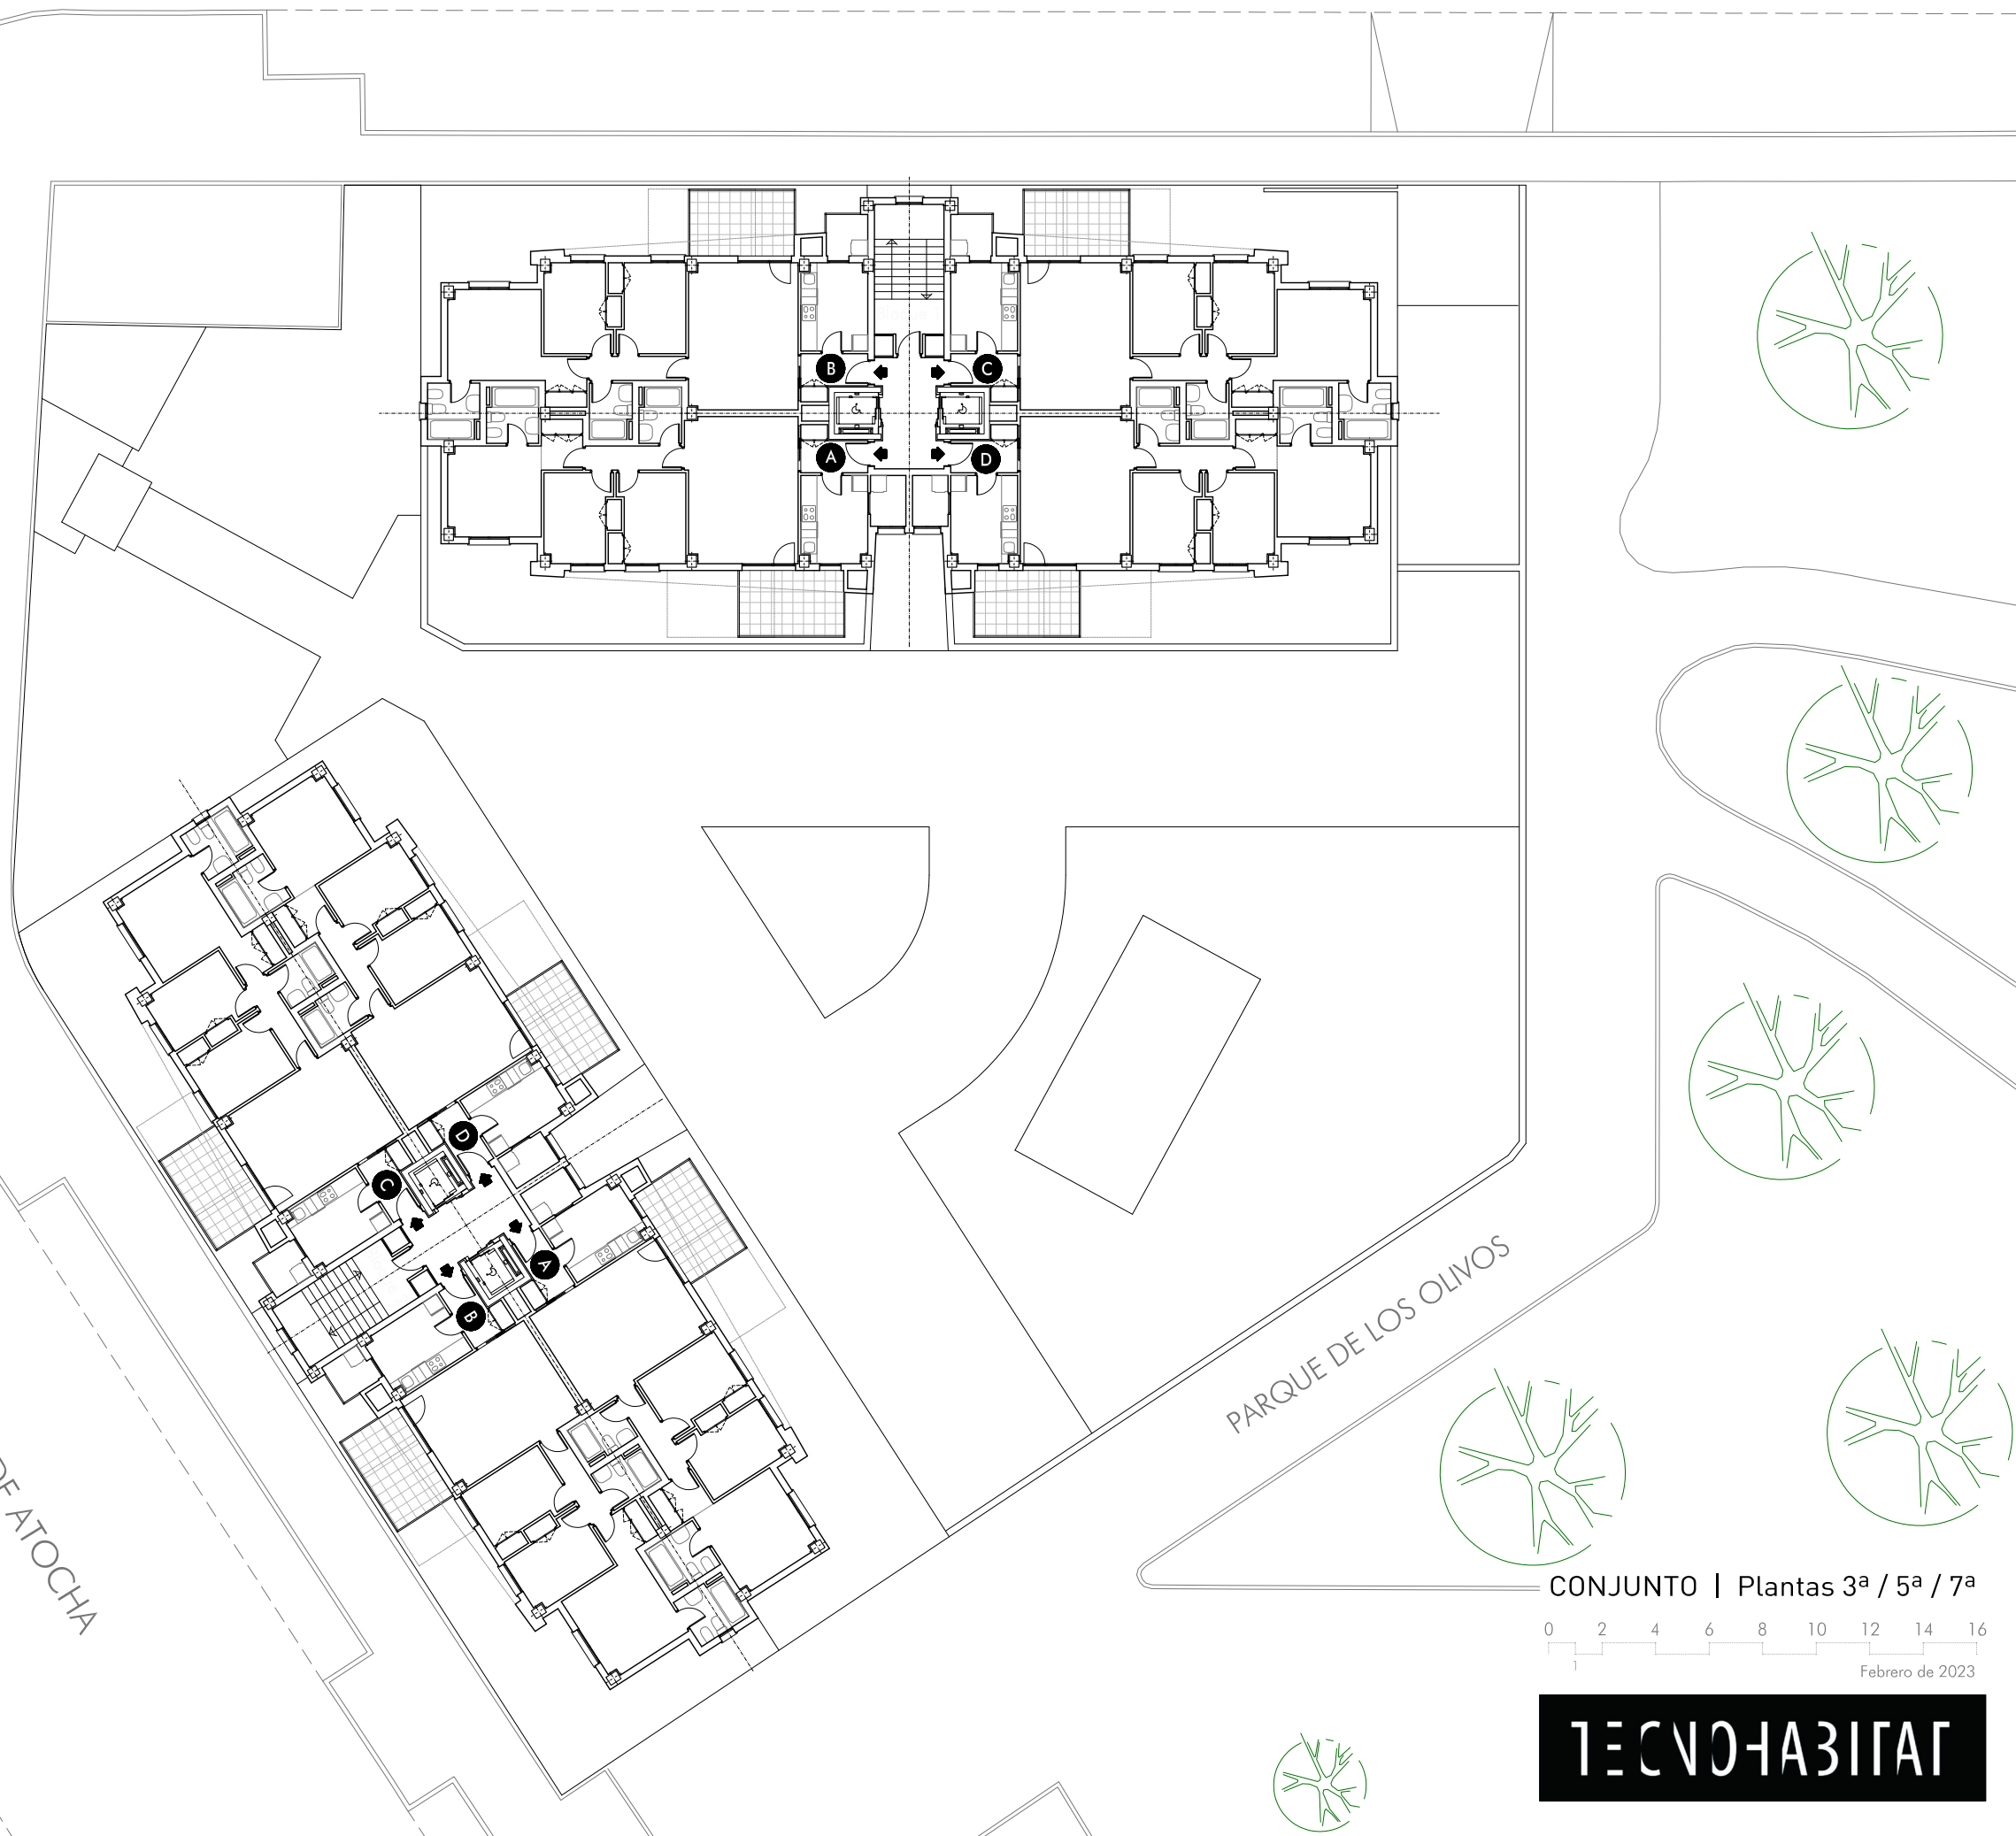 B
C
A
D
D
C
A
B
PARQUE DE LOS OLIVOS
DE ATOCHA
CONJUNTO | Plantas 3ª / 5ª / 7ª
0 2 4 6 8 10 12 14 16
1
Febrero de 2023
TECNOHABITAT